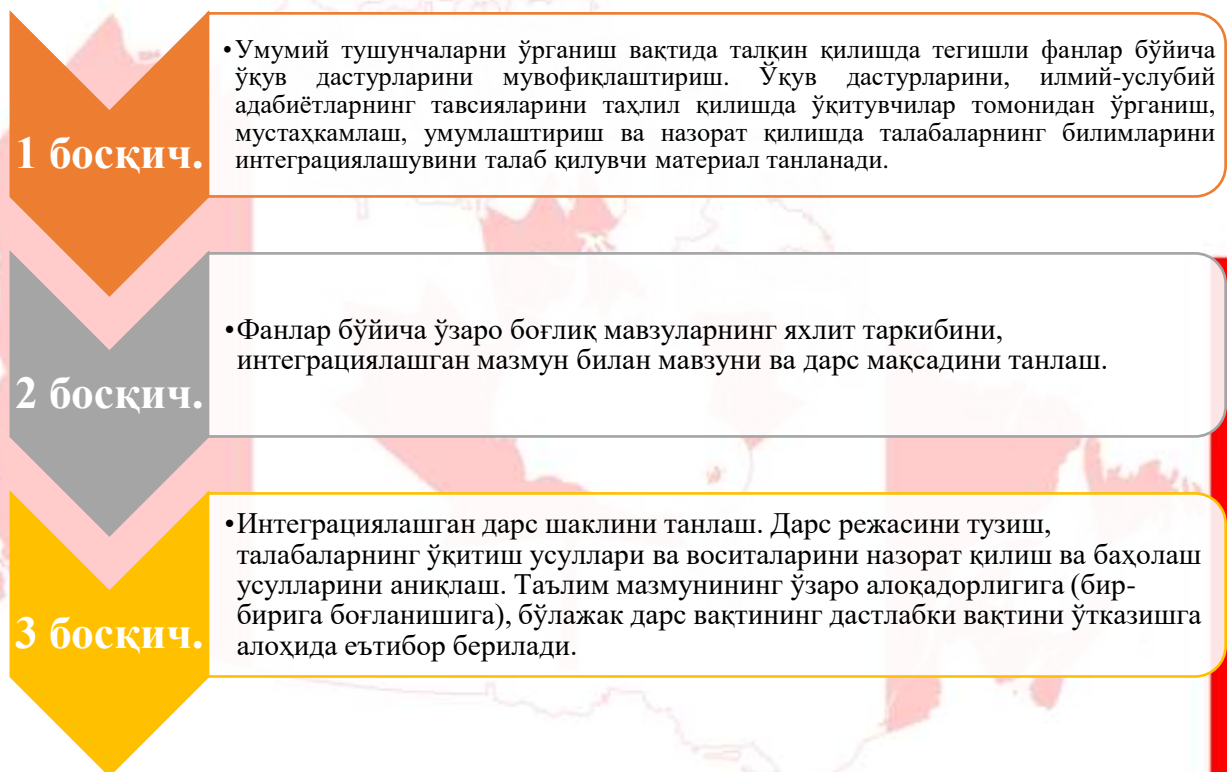 1 босқич.
•Умумий тушунчаларни ўрганиш вақтида талқин қилишда тегишли фанлар бўйича
ўқув дастурларини мувофиқлаштириш. Ўқув дастурларини, илмий-услубий
адабиётларнинг тавсияларини таҳлил қилишда ўқитувчилар томонидан ўрганиш,
мустаҳкамлаш, умумлаштириш ва назорат қилишда талабаларнинг билимларини
интеграциялашувини талаб қилувчи материал танланади.
2 босқич.
•Фанлар бўйича ўзаро боғлиқ мавзуларнинг яхлит таркибини,
интеграциялашган мазмун билан мавзуни ва дарс мақсадини танлаш.
3 босқич.
•Интеграциялашган дарс шаклини танлаш. Дарс режасини тузиш,
талабаларнинг ўқитиш усуллари ва воситаларини назорат қилиш ва баҳолаш
усулларини аниқлаш. Таълим мазмунининг ўзаро алоқадорлигига (бир-
бирига боғланишига), бўлажак дарс вақтининг дастлабки вақтини ўтказишга
алоҳида еътибор берилади.